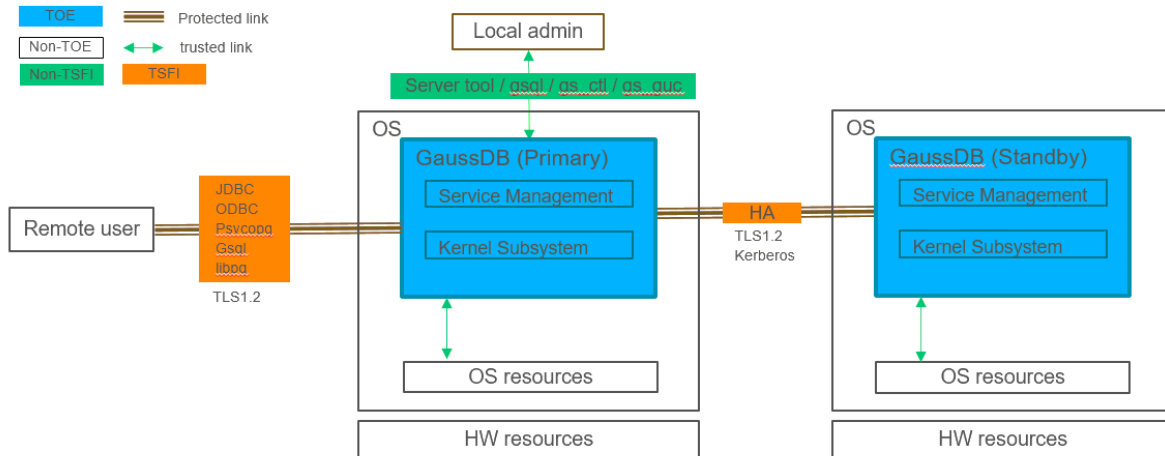 TOE
Protected link
Non-TOE
trusted link
Non-TSFI
TSFI
Local admin
Server tool / gsql / gs_ctl / gs_guc
OS
GaussDB (Primary)
Service Management
Kernel Subsystem
OS resources
HW resources
Remote user
JDBC
ODBC
Psycopg
Gsql
libpq
TLS1.2
HA
TLS1.2
Kerberos
OS
GaussDB (Standby)
Service Management
Kernel Subsystem
OS resources
HW resources